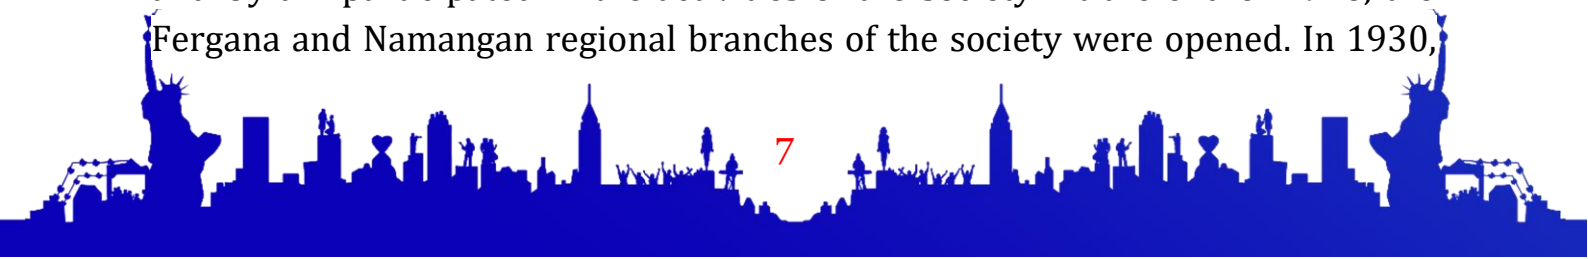 Fergana and Namangan regional branches of the society were opened. In 1930,
7